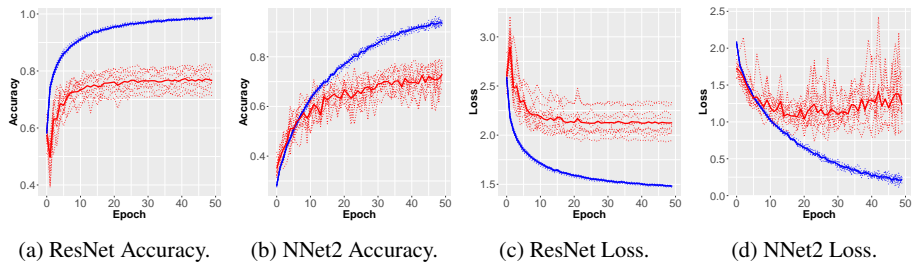 1.0
0.8
0.6
0.4
Accuracy
0 10 20 30 40 50
Epoch
0.8
0.6
0.4
Accuracy
0 10 20 30 40 50
Epoch
3.0
2.5
2.0
1.5
Loss
0 10 20 30 40 50
Epoch
2.5
2.0
1.5
1.0
0.5
0.0
Loss
0 10 20 30 40 50
Epoch
(a) ResNet Accuracy.
(b) NNet2 Accuracy.
(c) ResNet Loss.
(d) NNet2 Loss.